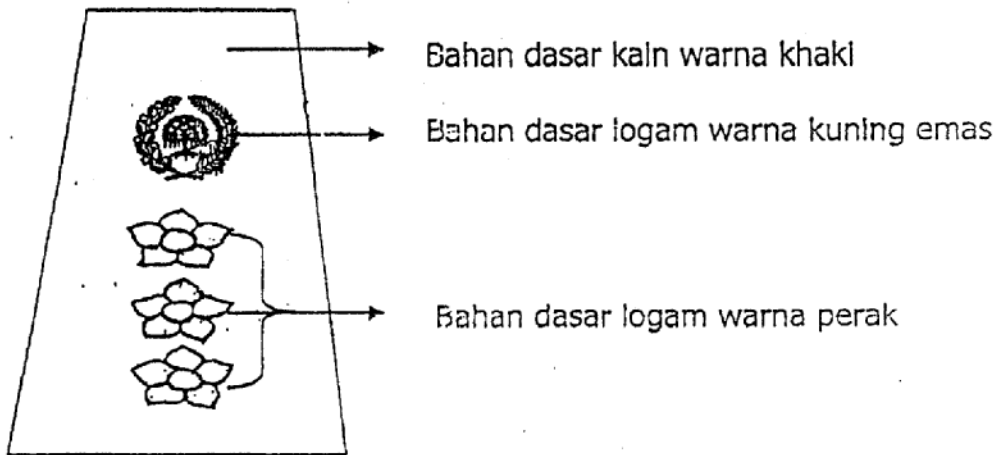 Bahan dasar kain warna khaki
Bahan dasar logam warna kuning emas
Bahan dasar logam warna perak